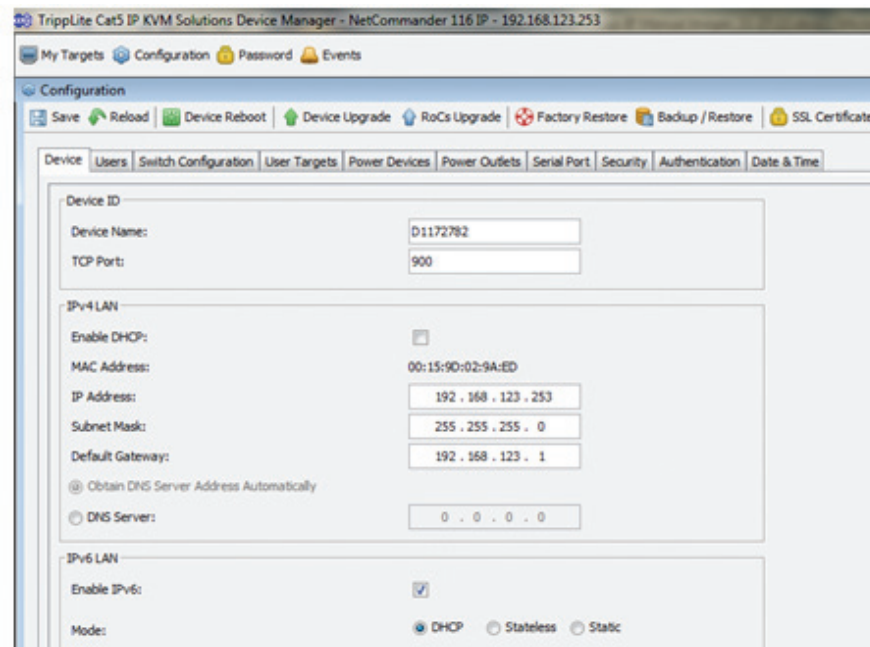 TrippLite Cat5 IP KVM Solutions Device Manager - NetCommander 116 IP - 192.168.123.253
My Targets Configuration Password Events
Configuration
Save Reload Device Reboot Device Upgrade RoCs Upgrade Factory Restore Backup / Restore SSL Certificate
Device Users Switch Configuration User Targets Power Devices Power Outlets Serial Port Security Authentication Date & Time
Device ID
Device Name: D1172782
TCP Port: 900
IPv4 LAN
Enable DHCP:
MAC Address: 00:15:9D:02:9A:ED
IP Address: 192 . 168 . 123 . 253
Subnet Mask: 255 . 255 . 255 . 0
Default Gateway: 192 . 168 . 123 . 1
Obtain DNS Server Address Automatically
DNS Server: 0 . 0 . 0 . 0
IPv6 LAN
Enable IPv6:
Mode: DHCP Stateless Static